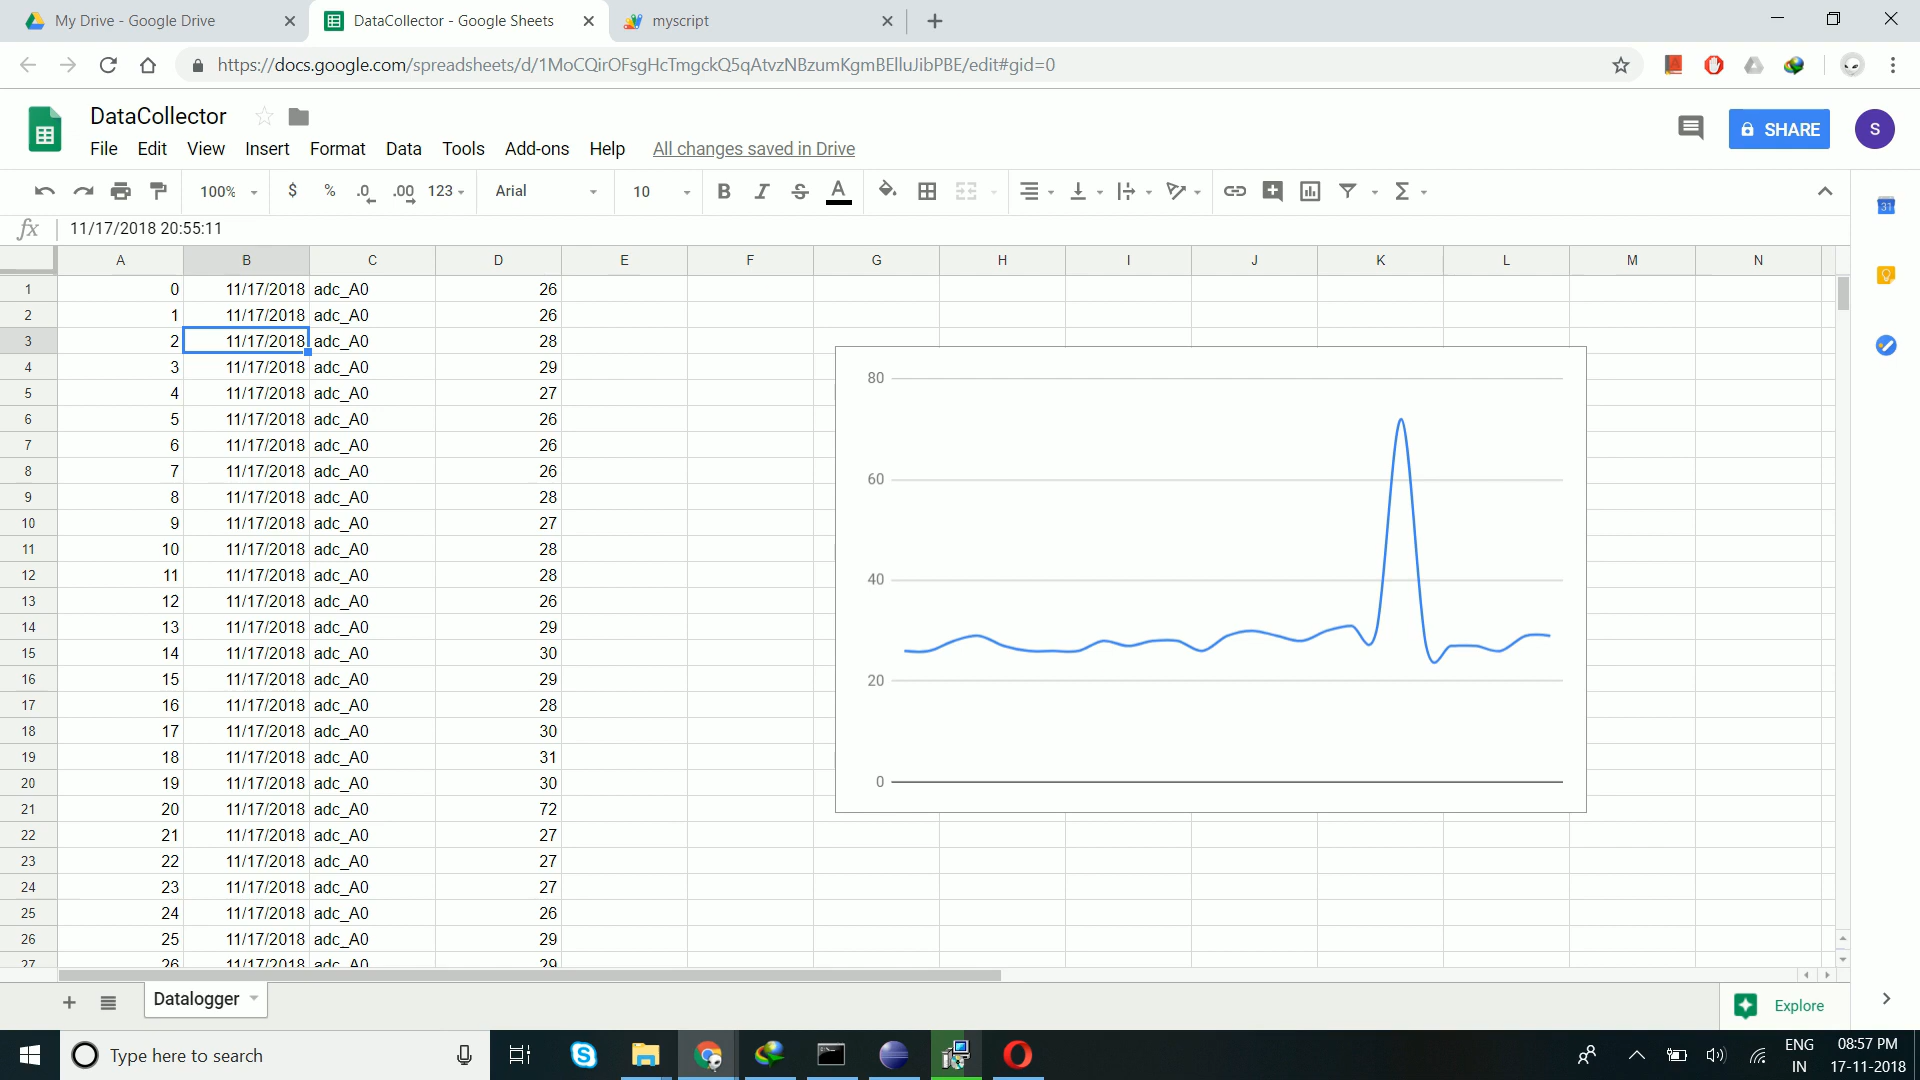 My Drive - Google Drive
DataCollector - Google Sheets
myscript
https://docs.google.com/spreadsheets/d/1MoCQirOFsgHcTmgckQ5qAtvzNBzumKgmBElluJibPBE/edit#gid=0
DataCollector
File Edit View Insert Format Data Tools Add-ons Help All changes saved in Drive
SHARE
S
100% $ % .0 .00 123 Arial 10 B I S A
31
fx 11/17/2018 20:55:11
A B C D E F G H I J K L M N
1 0 11/17/2018 adc_A0 26
2 1 11/17/2018 adc_A0 26
3 2 11/17/2018 adc_A0 28
4 3 11/17/2018 adc_A0 29
5 4 11/17/2018 adc_A0 27
6 5 11/17/2018 adc_A0 26
7 6 11/17/2018 adc_A0 26
8 7 11/17/2018 adc_A0 26
9 8 11/17/2018 adc_A0 28
10 9 11/17/2018 adc_A0 27
11 10 11/17/2018 adc_A0 28
12 11 11/17/2018 adc_A0 28
13 12 11/17/2018 adc_A0 26
14 13 11/17/2018 adc_A0 29
15 14 11/17/2018 adc_A0 30
16 15 11/17/2018 adc_A0 29
17 16 11/17/2018 adc_A0 28
18 17 11/17/2018 adc_A0 30
19 18 11/17/2018 adc_A0 31
20 19 11/17/2018 adc_A0 30
21 20 11/17/2018 adc_A0 72
22 21 11/17/2018 adc_A0 27
23 22 11/17/2018 adc_A0 27
24 23 11/17/2018 adc_A0 27
25 24 11/17/2018 adc_A0 26
26 25 11/17/2018 adc_A0 29
27 26 11/17/2018 adc_A0 29
80
60
40
20
0
Datalogger
Explore
Type here to search
ENG
IN
08:57 PM
17-11-2018